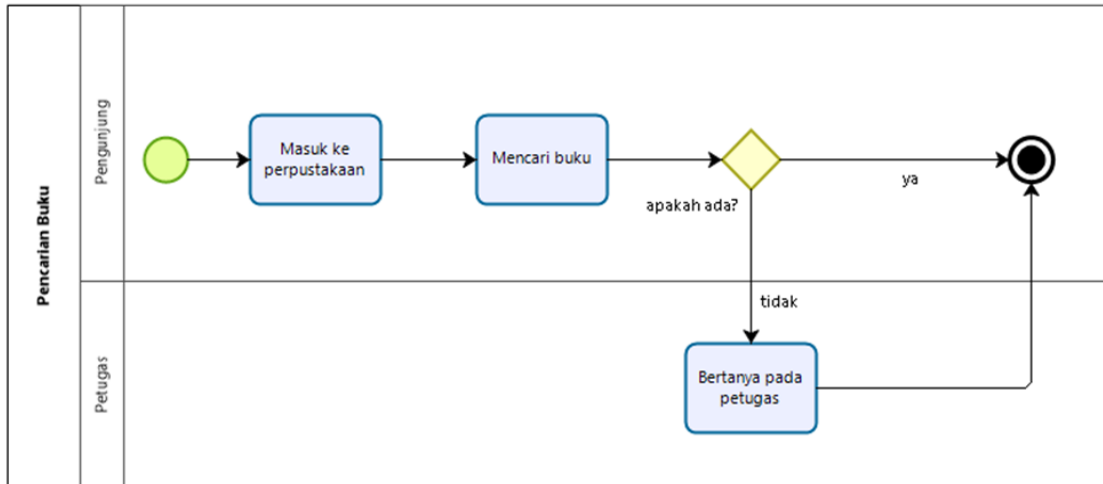 Pencarian Buku
Pengunjung
Masuk ke
perpustakaan
Mencari buku
apakah ada?
ya
tidak
Petugas
Bertanya pada
petugas